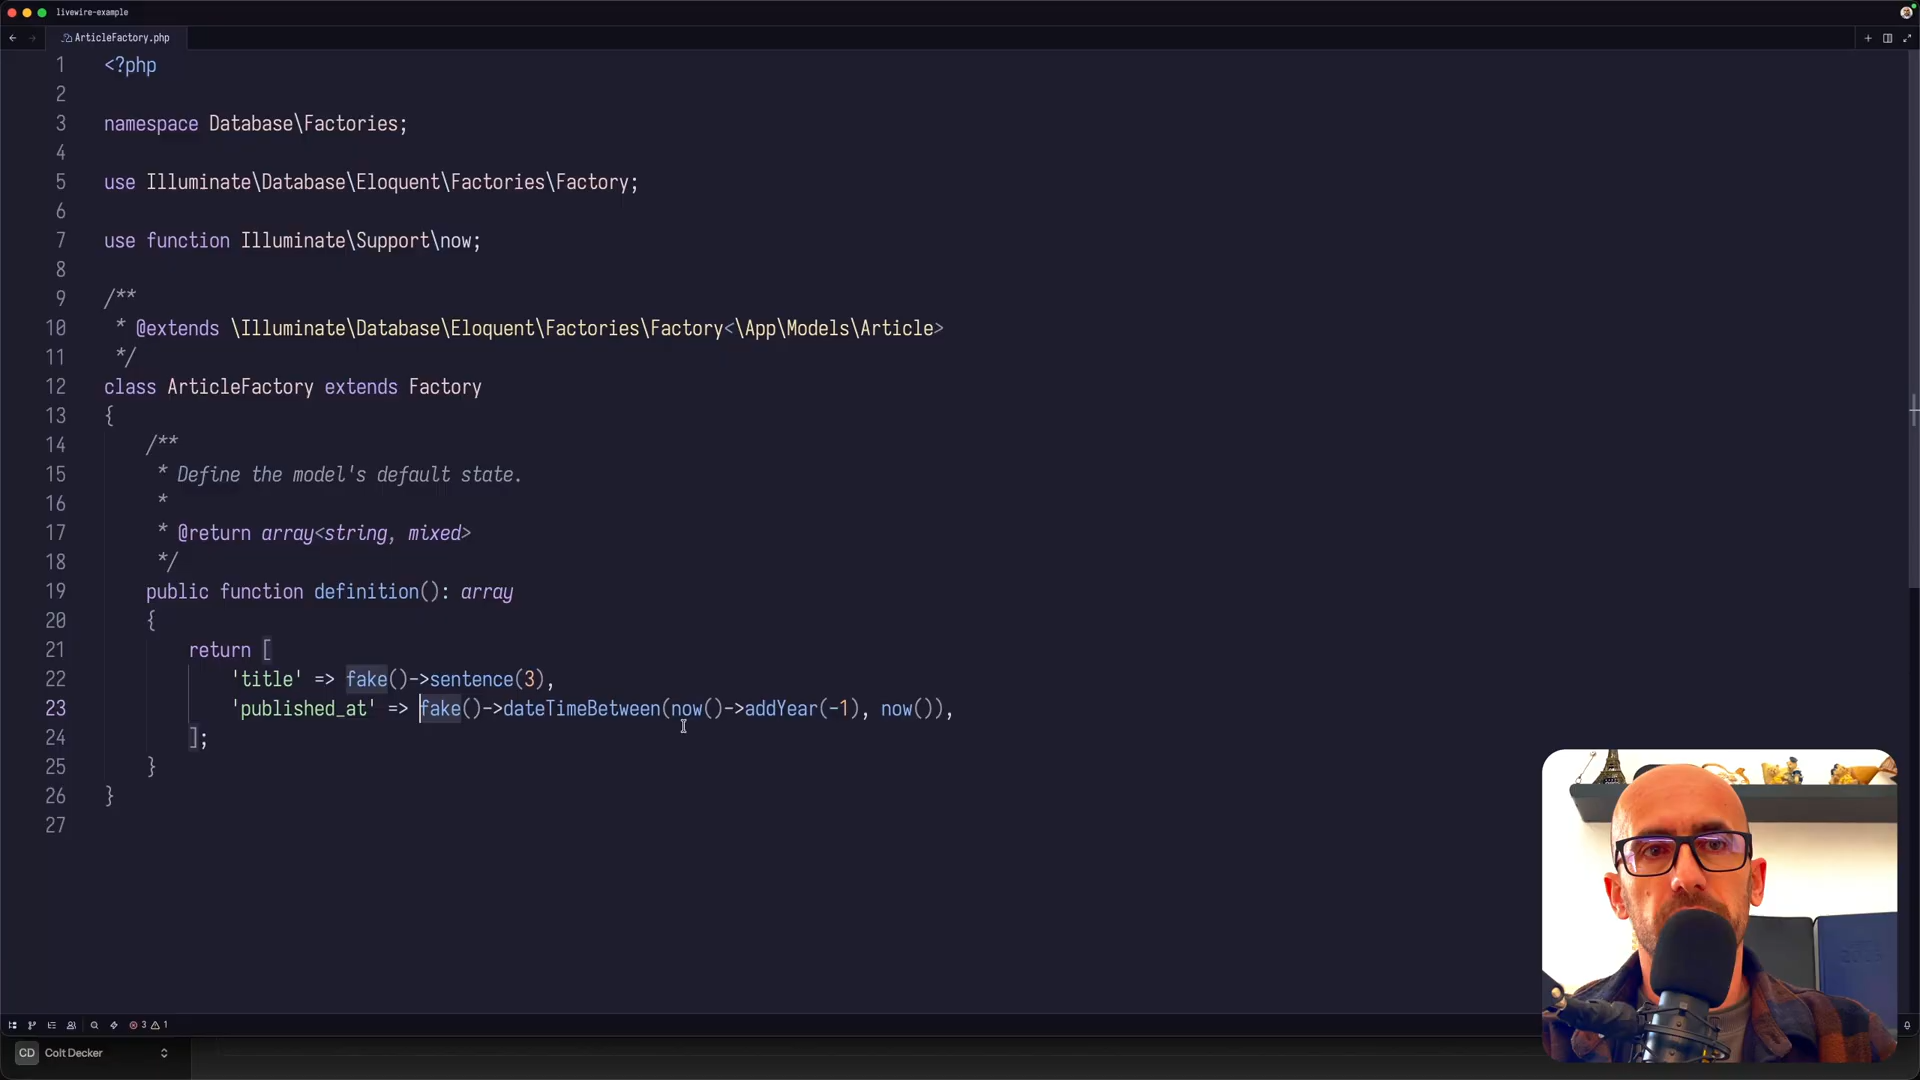 livewire-example
ArticleFactory.php
1 <?php
2
3 namespace Database\Factories;
4
5 use Illuminate\Database\Eloquent\Factories\Factory;
6
7 use function Illuminate\Support\now;
8
9 /**
10 * @extends \Illuminate\Database\Eloquent\Factories\Factory<\App\Models\Article>
11 */
12 class ArticleFactory extends Factory
13 {
14 /**
15 * Define the model's default state.
16 *
17 * @return array<string, mixed>
18 */
19 public function definition(): array
20 {
21 return [
22 'title' => fake()->sentence(3),
23 'published_at' => fake()->dateTimeBetween(now()->addYear(-1), now()),
24 ];
25 }
26 }
27
3 1
CD Colt Decker